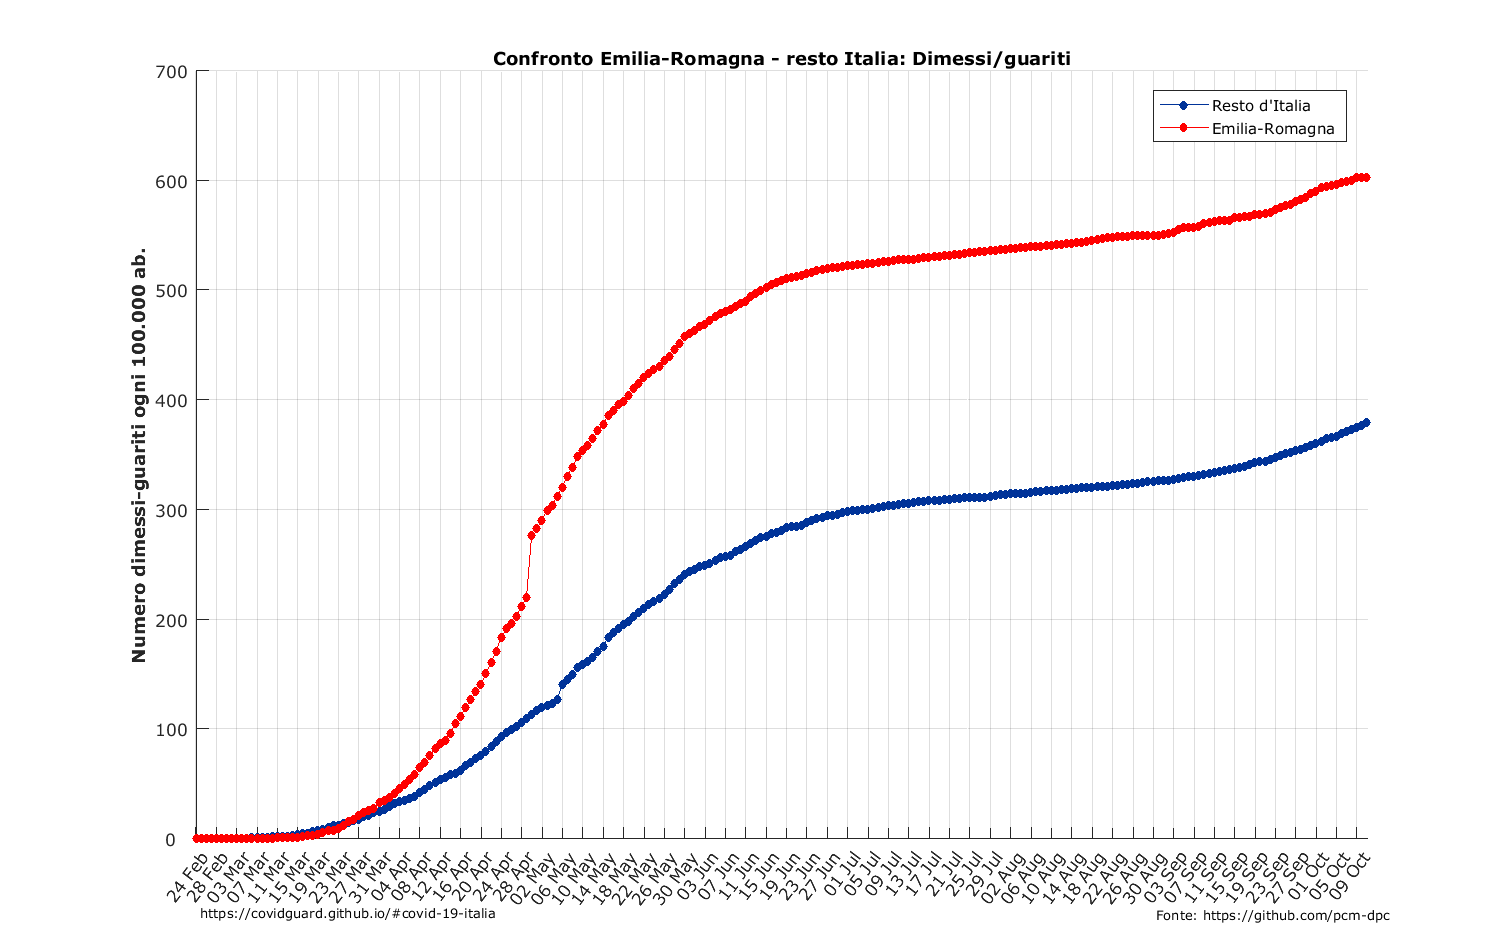 Confronto Emilia-Romagna - resto Italia: Dimessi/guariti
Resto d'Italia
Emilia-Romagna
Numero dimessi-guariti ogni 100.000 ab.
700
600
500
400
300
200
100
0
24 Feb
28 Feb
03 Mar
07 Mar
11 Mar
15 Mar
19 Mar
23 Mar
27 Mar
31 Mar
04 Apr
08 Apr
12 Apr
16 Apr
20 Apr
24 Apr
28 Apr
02 May
06 May
10 May
14 May
18 May
22 May
26 May
30 May
03 Jun
07 Jun
11 Jun
15 Jun
19 Jun
23 Jun
27 Jun
01 Jul
05 Jul
09 Jul
13 Jul
17 Jul
21 Jul
25 Jul
29 Jul
02 Aug
06 Aug
10 Aug
14 Aug
18 Aug
22 Aug
26 Aug
30 Aug
03 Sep
07 Sep
11 Sep
15 Sep
19 Sep
23 Sep
27 Sep
01 Oct
05 Oct
09 Oct
https://covidguard.github.io/#covid-19-italia
Fonte: https://github.com/pcm-dpc